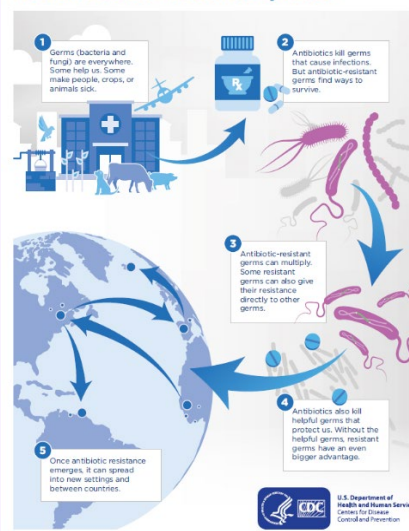 1
Germs (bacteria and
fungi) are everywhere.
Some help us. Some
make people, crops, or
animals sick.
Rx
2
Antibiotics kill germs
that cause infections.
But antibiotic-resistant
germs find ways to
survive.
3
Antibiotic-resistant
germs can multiply.
Some resistant
germs can also give
their resistance
directly to other
germs.
4
Antibiotics also kill
helpful germs that
protect us. Without the
helpful germs, resistant
germs have an even
bigger advantage.
5
Once antibiotic resistance
emerges, it can spread
into new settings and
between countries.
CDC
U.S. Department of
Health and Human Servic
Centers for Disease
Control and Prevention